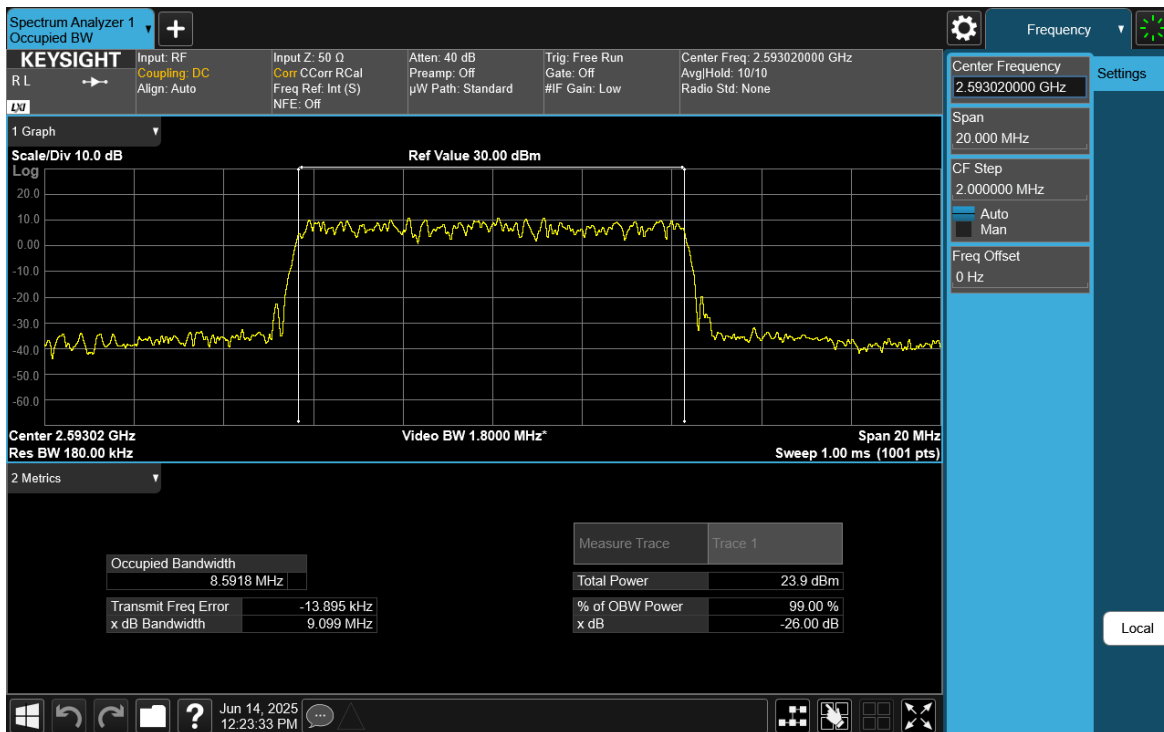 Spectrum Analyzer 1
Occupied BW
Frequency
KEYSIGHT
R L
LXI
Input: RF
Coupling: DC
Align: Auto
Input Z: 50 Ω
Corr CCorr RCal
Freq Ref: Int (S)
NFE: Off
Atten: 40 dB
Preamp: Off
µW Path: Standard
Trig: Free Run
Gate: Off
#IF Gain: Low
Center Freq: 2.593020000 GHz
Avg|Hold: 10/10
Radio Std: None
Center Frequency
2.593020000 GHz
Settings
Span
20.000 MHz
CF Step
2.000000 MHz
Auto
Man
Freq Offset
0 Hz
Local
1 Graph
Scale/Div 10.0 dB
Ref Value 30.00 dBm
Log
20.0
10.0
0.00
-10.0
-20.0
-30.0
-40.0
-50.0
-60.0
Center 2.59302 GHz
Video BW 1.8000 MHz*
Span 20 MHz
Res BW 180.00 kHz
Sweep 1.00 ms (1001 pts)
2 Metrics
Measure Trace
Trace 1
Occupied Bandwidth
8.5918 MHz
Total Power
23.9 dBm
Transmit Freq Error
-13.895 kHz
% of OBW Power
99.00 %
x dB Bandwidth
9.099 MHz
x dB
-26.00 dB
?
Jun 14, 2025
12:23:33 PM